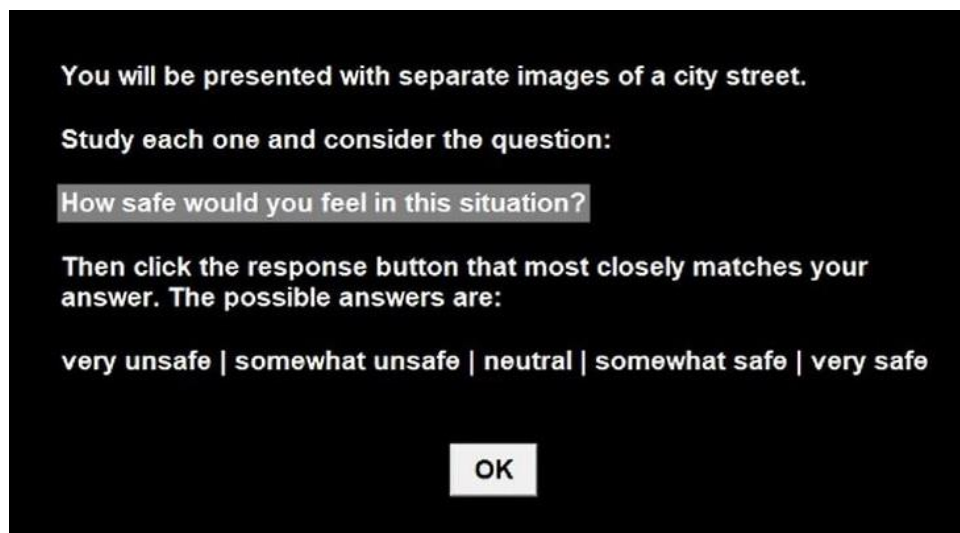 You will be presented with separate images of a city street.
Study each one and consider the question:
How safe would you feel in this situation?
Then click the response button that most closely matches your
answer. The possible answers are:
very unsafe | somewhat unsafe | neutral | somewhat safe | very safe
OK